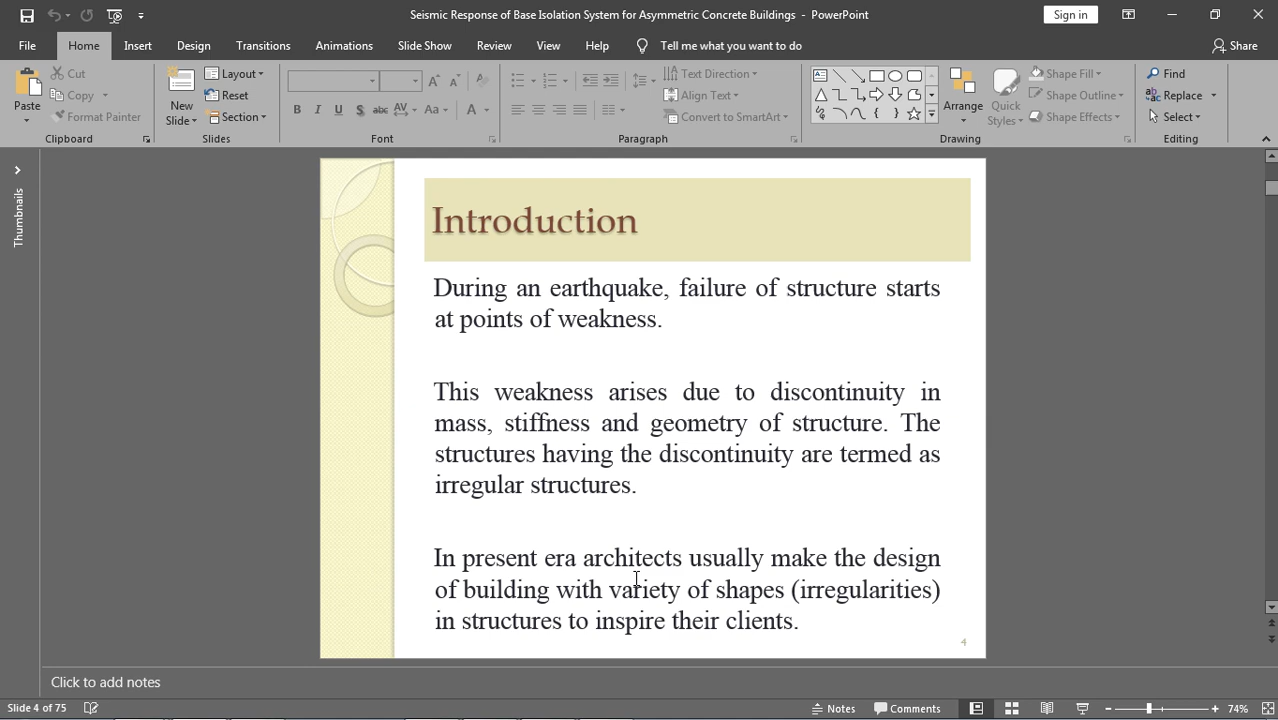 Seismic Response of Base Isolation System for Asymmetric Concrete Buildings - PowerPoint
Sign in
File Home Insert Design Transitions Animations Slide Show Review View Help Tell me what you want to do Share
Paste
Cut
Copy
Format Painter
Clipboard
New Slide
Layout
Reset
Section
Slides
B I U S abc AV Aa A
Font
Text Direction
Align Text
Convert to SmartArt
Paragraph
Arrange
Quick Styles
Shape Fill
Shape Outline
Shape Effects
Drawing
Find
Replace
Select
Editing
Thumbnails
Introduction
During an earthquake, failure of structure starts
at points of weakness.
This weakness arises due to discontinuity in
mass, stiffness and geometry of structure. The
structures having the discontinuity are termed as
irregular structures.
In present era architects usually make the design
of building with variety of shapes (irregularities)
in structures to inspire their clients.
4
Click to add notes
Slide 4 of 75
Notes Comments 74%